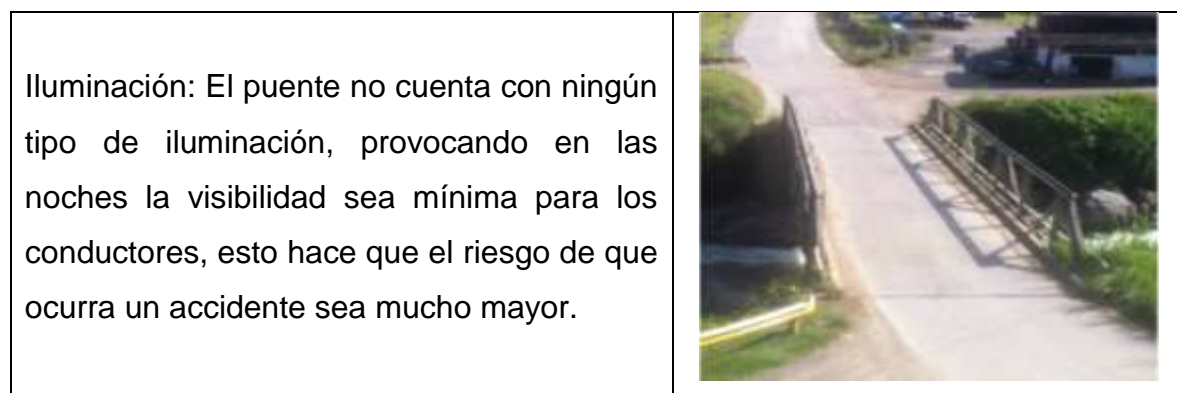 Iluminación: El puente no cuenta con ningún
tipo de iluminación, provocando en las
noches la visibilidad sea mínima para los
conductores, esto hace que el riesgo de que
ocurra un accidente sea mucho mayor.